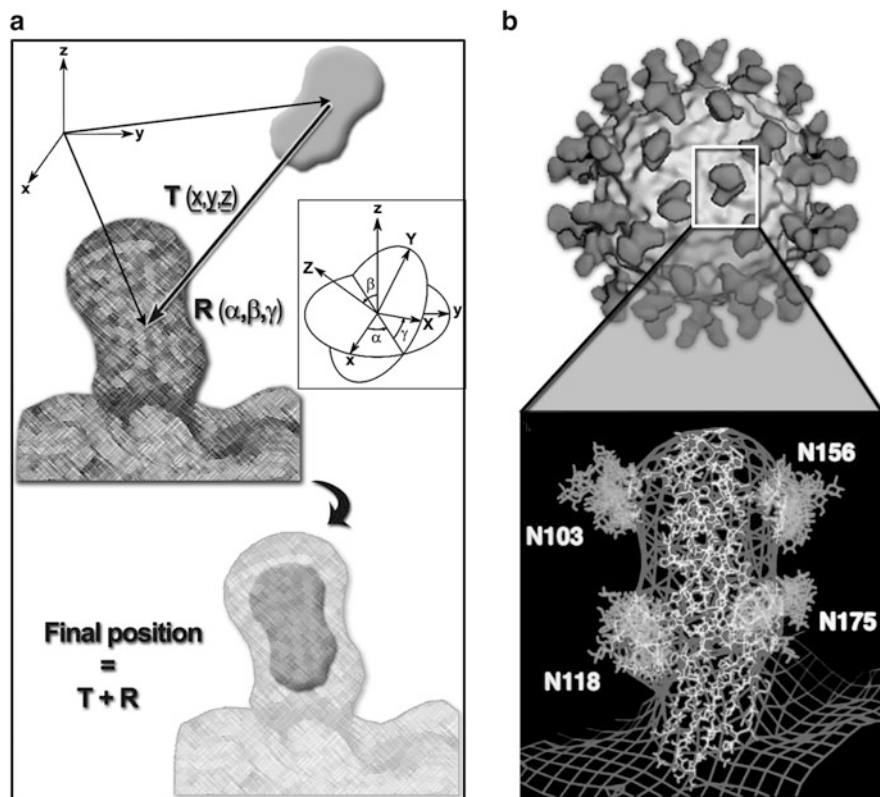 a
z
y
x
T (x,y,z)
R (α,β,γ)
z
Z
Y
β
y
X
γ
α
x
Final position
=
T + R
b
N156
N103
N175
N118